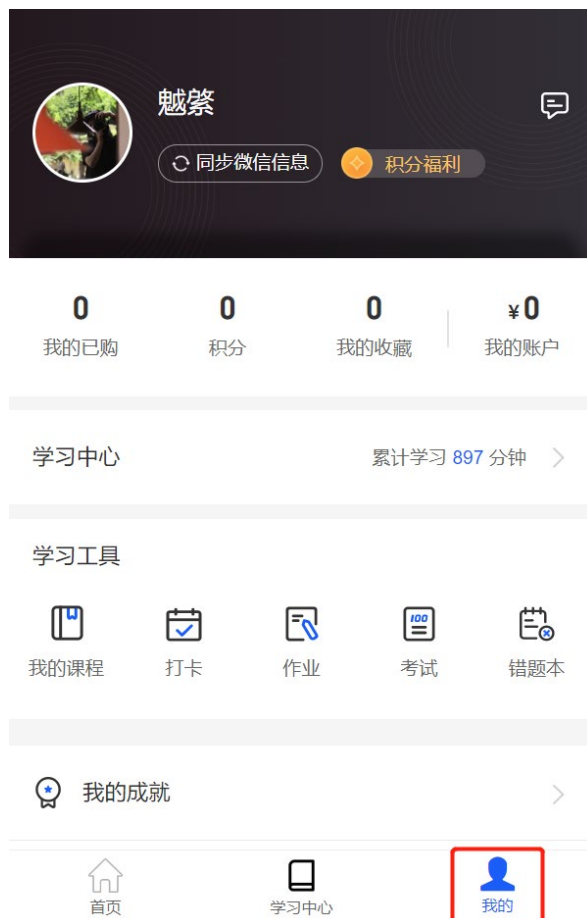 魆綮
同步微信信息
积分福利
0 0 0 ¥0
我的已购 积分 我的收藏 我的账户
学习中心 累计学习 897 分钟
学习工具
100
我的课程 打卡 作业 考试 错题本
我的成就
首页 学习中心 我的